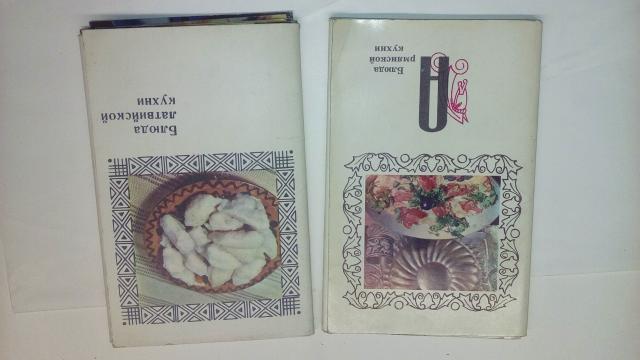 Блюда
Армянской
кухни
Блюда
латвийской
кухни